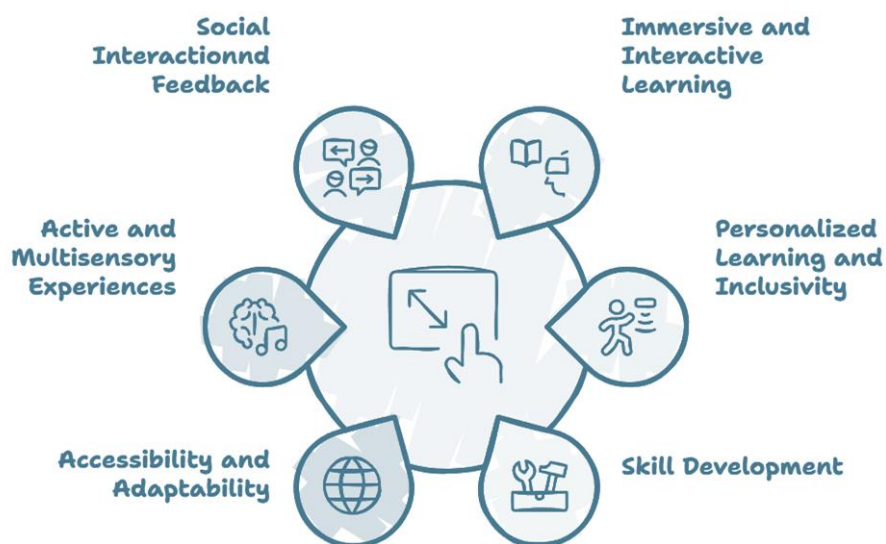 Social
Interactionnd
Feedback
Immersive and
Interactive
Learning
Active and
Multisensory
Experiences
Personalized
Learning and
Inclusivity
Accessibility and
Adaptability
Skill Development